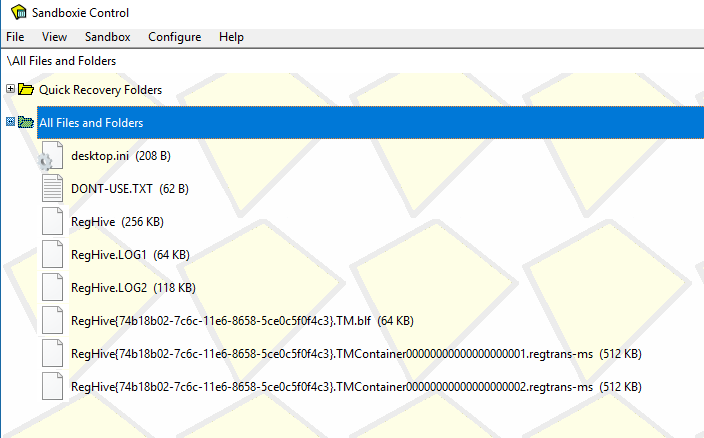 Sandboxie Control
File View Sandbox Configure Help
\All Files and Folders
Quick Recovery Folders
All Files and Folders
desktop.ini (208 B)
DONT-USE.TXT (62 B)
RegHive (256 KB)
RegHive.LOG1 (64 KB)
RegHive.LOG2 (118 KB)
RegHive{74b18b02-7c6c-11e6-8658-5ce0c5f0f4c3}.TM.blf (64 KB)
RegHive{74b18b02-7c6c-11e6-8658-5ce0c5f0f4c3}.TMContainer00000000000000000001.regtrans-ms (512 KB)
RegHive{74b18b02-7c6c-11e6-8658-5ce0c5f0f4c3}.TMContainer00000000000000000002.regtrans-ms (512 KB)